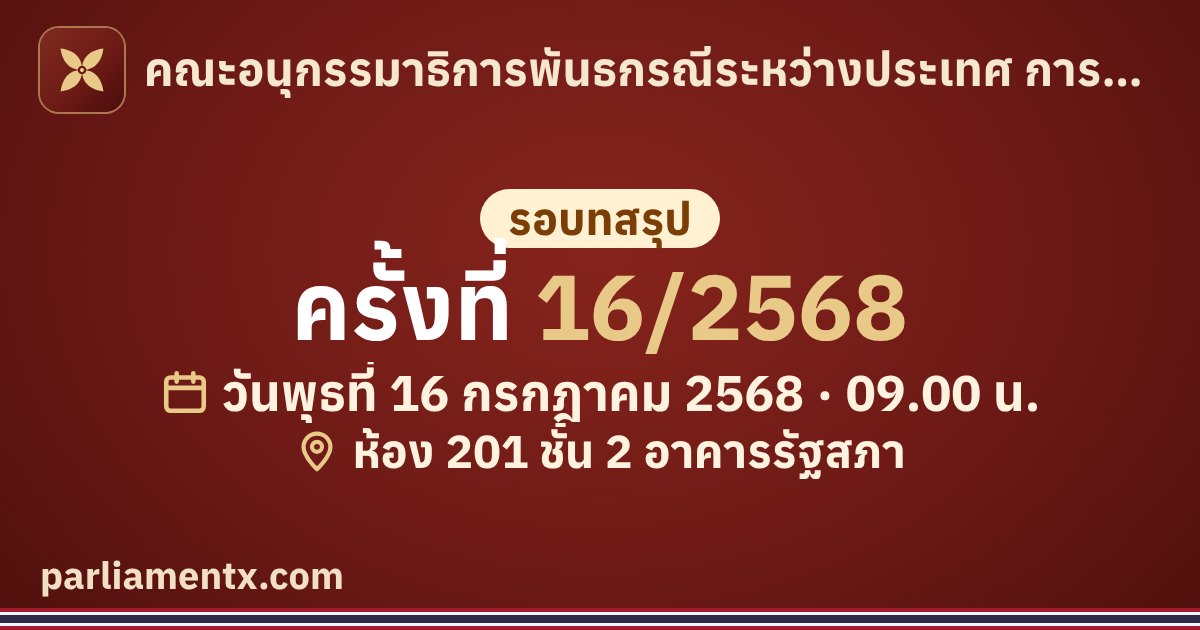 คณะอนุกรรมาธิการพันธกรณีระหว่างประเทศ การ...
รอบทสรุป
ครั้งที่ 16/2568
วันพุธที่ 16 กรกฎาคม 2568 · 09.00 น.
ห้อง 201 ชั้น 2 อาคารรัฐสภา
parliamentx.com